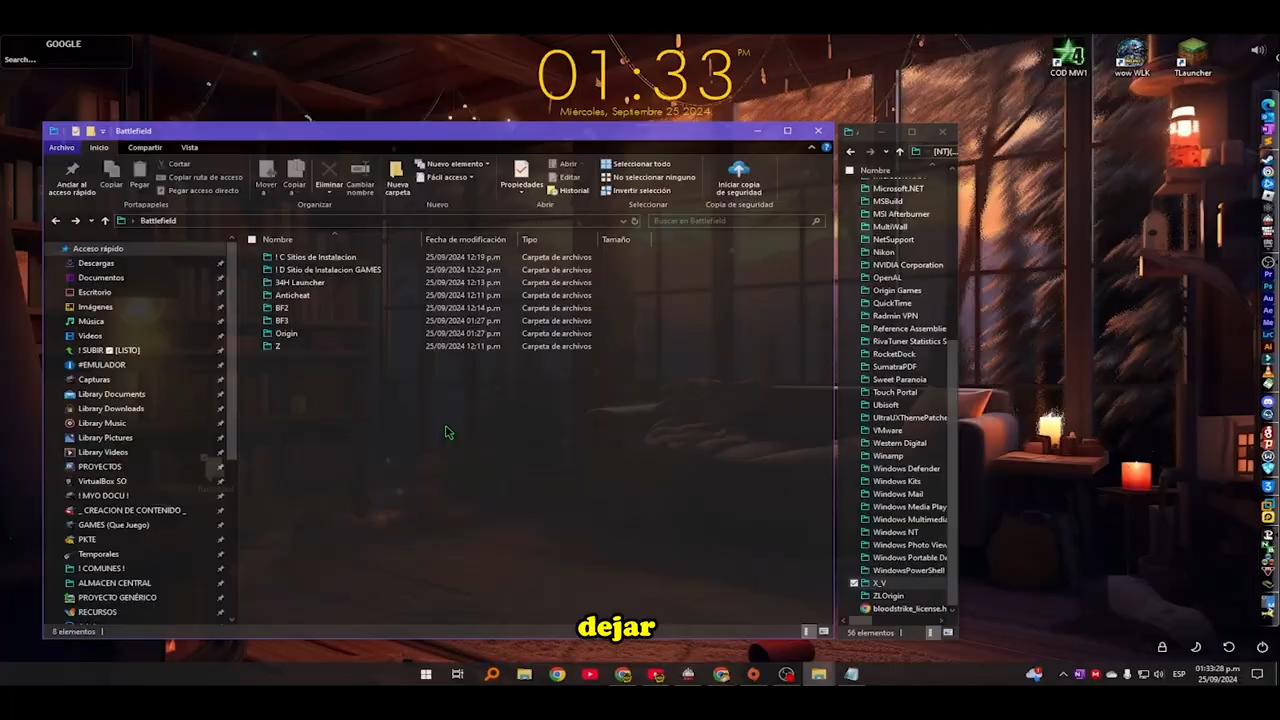 GOOGLE
Search...
01:33 PM
Miércoles, Septiembre 25 2024
COD MW1
wow WLK
TLauncher
Battlefield
Archivo Inicio Compartir Vista
Anclar al acceso rápido
Copiar
Pegar
Cortar
Copiar ruta de acceso
Pegar acceso directo
Portapapeles
Mover a
Copiar a
Eliminar
Cambiar nombre
Organizar
Nueva carpeta
Nuevo elemento
Fácil acceso
Nuevo
Propiedades
Abrir
Editar
Historial
Abrir
Seleccionar todo
No seleccionar ninguno
Invertir selección
Seleccionar
Iniciar copia de seguridad
Copia de seguridad
Battlefield
Buscar en Battlefield
Acceso rápido
Descargas
Documentos
Escritorio
Imágenes
Música
Videos
! SUBIR ✅ [LISTO]
#EMULADOR
Capturas
Library Documents
Library Downloads
Library Music
Library Pictures
Library Videos
PROYECTOS
VirtualBox SO
! MYO DOCU !
_ CREACION DE CONTENIDO _
GAMES (Que Juego)
PKTE
Temporales
! COMUNES !
ALMACEN CENTRAL
PROYECTO GENÉRICO
RECURSOS
Nombre Fecha de modificación Tipo Tamaño
! C Sitios de Instalacion 25/09/2024 12:19 p.m Carpeta de archivos
! D Sitio de Instalacion GAMES 25/09/2024 12:22 p.m Carpeta de archivos
34H Launcher 25/09/2024 12:13 p.m Carpeta de archivos
Anticheat 25/09/2024 12:11 p.m Carpeta de archivos
BF2 25/09/2024 12:14 p.m Carpeta de archivos
BF3 25/09/2024 01:27 p.m Carpeta de archivos
Origin 25/09/2024 01:27 p.m Carpeta de archivos
Z 25/09/2024 12:11 p.m Carpeta de archivos
8 elementos
Nombre
Microsoft.NET
MSBuild
MSI Afterburner
MultiWall
NetSupport
Nikon
NVIDIA Corporation
OpenAL
Origin Games
QuickTime
Radmin VPN
Reference Assemblie
RivaTuner Statistics S
RocketDock
SumatraPDF
Sweet Paranoia
Touch Portal
Ubisoft
UltraUXThemePatche
VMware
Western Digital
Winamp
Windows Defender
Windows Kits
Windows Mail
Windows Media Play
Windows Multimedia
Windows NT
Windows Photo View
Windows Portable De
WindowsPowerShell
X_V
ZLOrigin
bloodstrike_license.h
56 elementos
dejar
ESP
01:33:28 p.m
25/09/2024